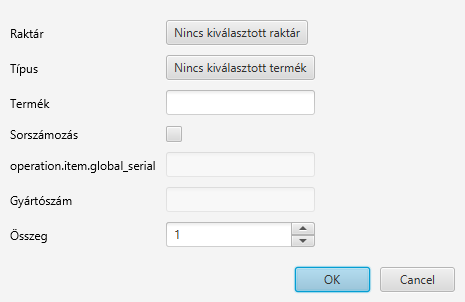 Raktár Nincs kiválasztott raktár
Típus Nincs kiválasztott termék
Termék
Sorszámozás
operation.item.global_serial
Gyártószám
Összeg 1
OK Cancel